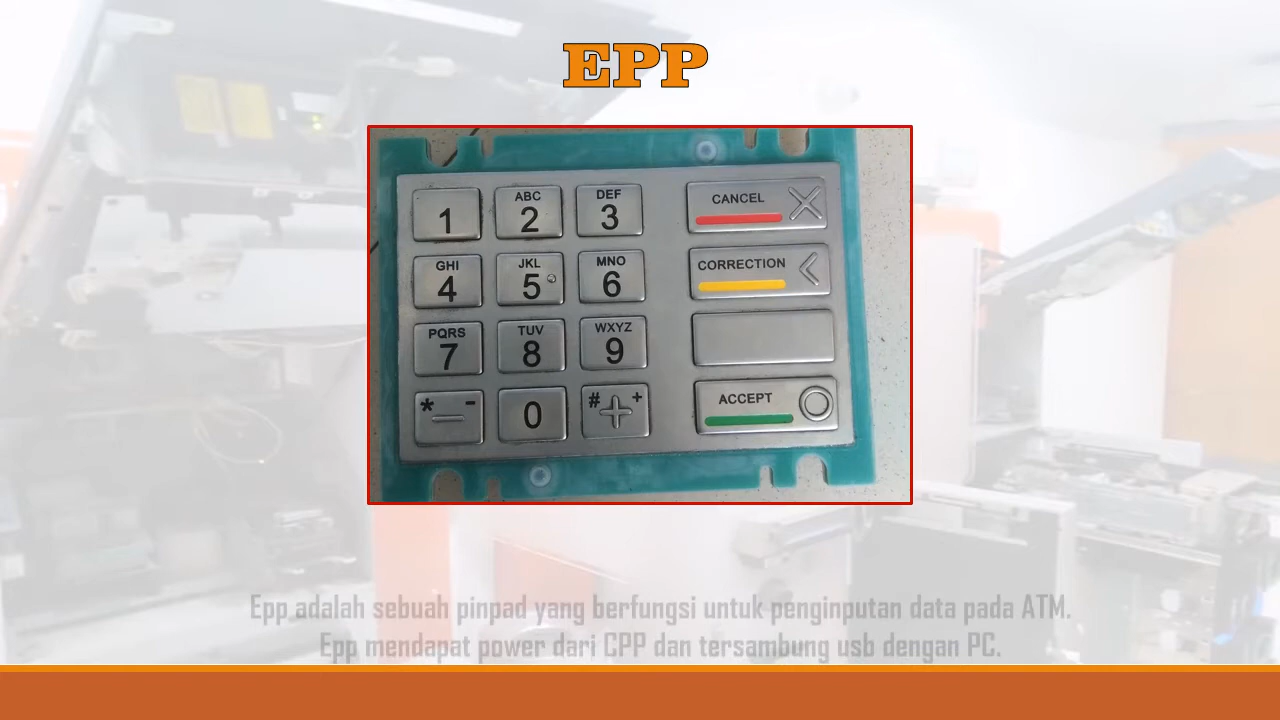 EPP
1
ABC
2
DEF
3
CANCEL
GHI
4
JKL
5
MNO
6
CORRECTION
PQRS
7
TUV
8
WXYZ
9
* -
0
# +
ACCEPT
Epp adalah sebuah pinpad yang berfungsi untuk penginputan data pada ATM.
Epp mendapat power dari CPP dan tersambung usb dengan PC.